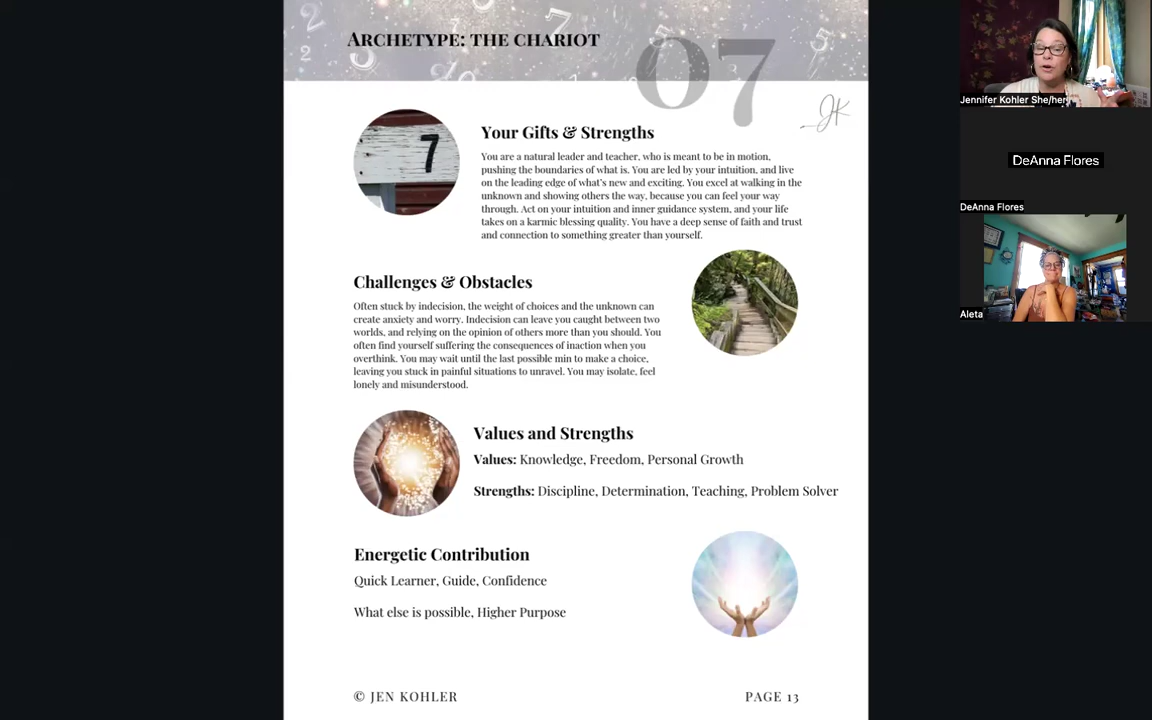 ARCHETYPE: THE CHARIOT
07
JK
7
Your Gifts & Strengths
You are a natural leader and teacher, who is meant to be in motion,
pushing the boundaries of what is. You are led by your intuition, and live
on the leading edge of what's new and exciting. You excel at walking in the
unknown and showing others the way, because you can feel your way
through. Act on your intuition and inner guidance system, and your life
takes on a karmic blessing quality. You have a deep sense of faith and trust
and connection to something greater than yourself.
Challenges & Obstacles
Often stuck by indecision, the weight of choices and the unknown can
create anxiety and worry. Indecision can leave you caught between two
worlds, and relying on the opinion of others more than you should. You
often find yourself suffering the consequences of inaction when you
overthink. You may wait until the last possible min to make a choice,
leaving you stuck in painful situations to unravel. You may isolate, feel
lonely and misunderstood.
Values and Strengths
Values: Knowledge, Freedom, Personal Growth
Strengths: Discipline, Determination, Teaching, Problem Solver
Energetic Contribution
Quick Learner, Guide, Confidence
What else is possible, Higher Purpose
© JEN KOHLER
PAGE 13
Jennifer Kohler She/her
DeAnna Flores
DeAnna Flores
Aleta